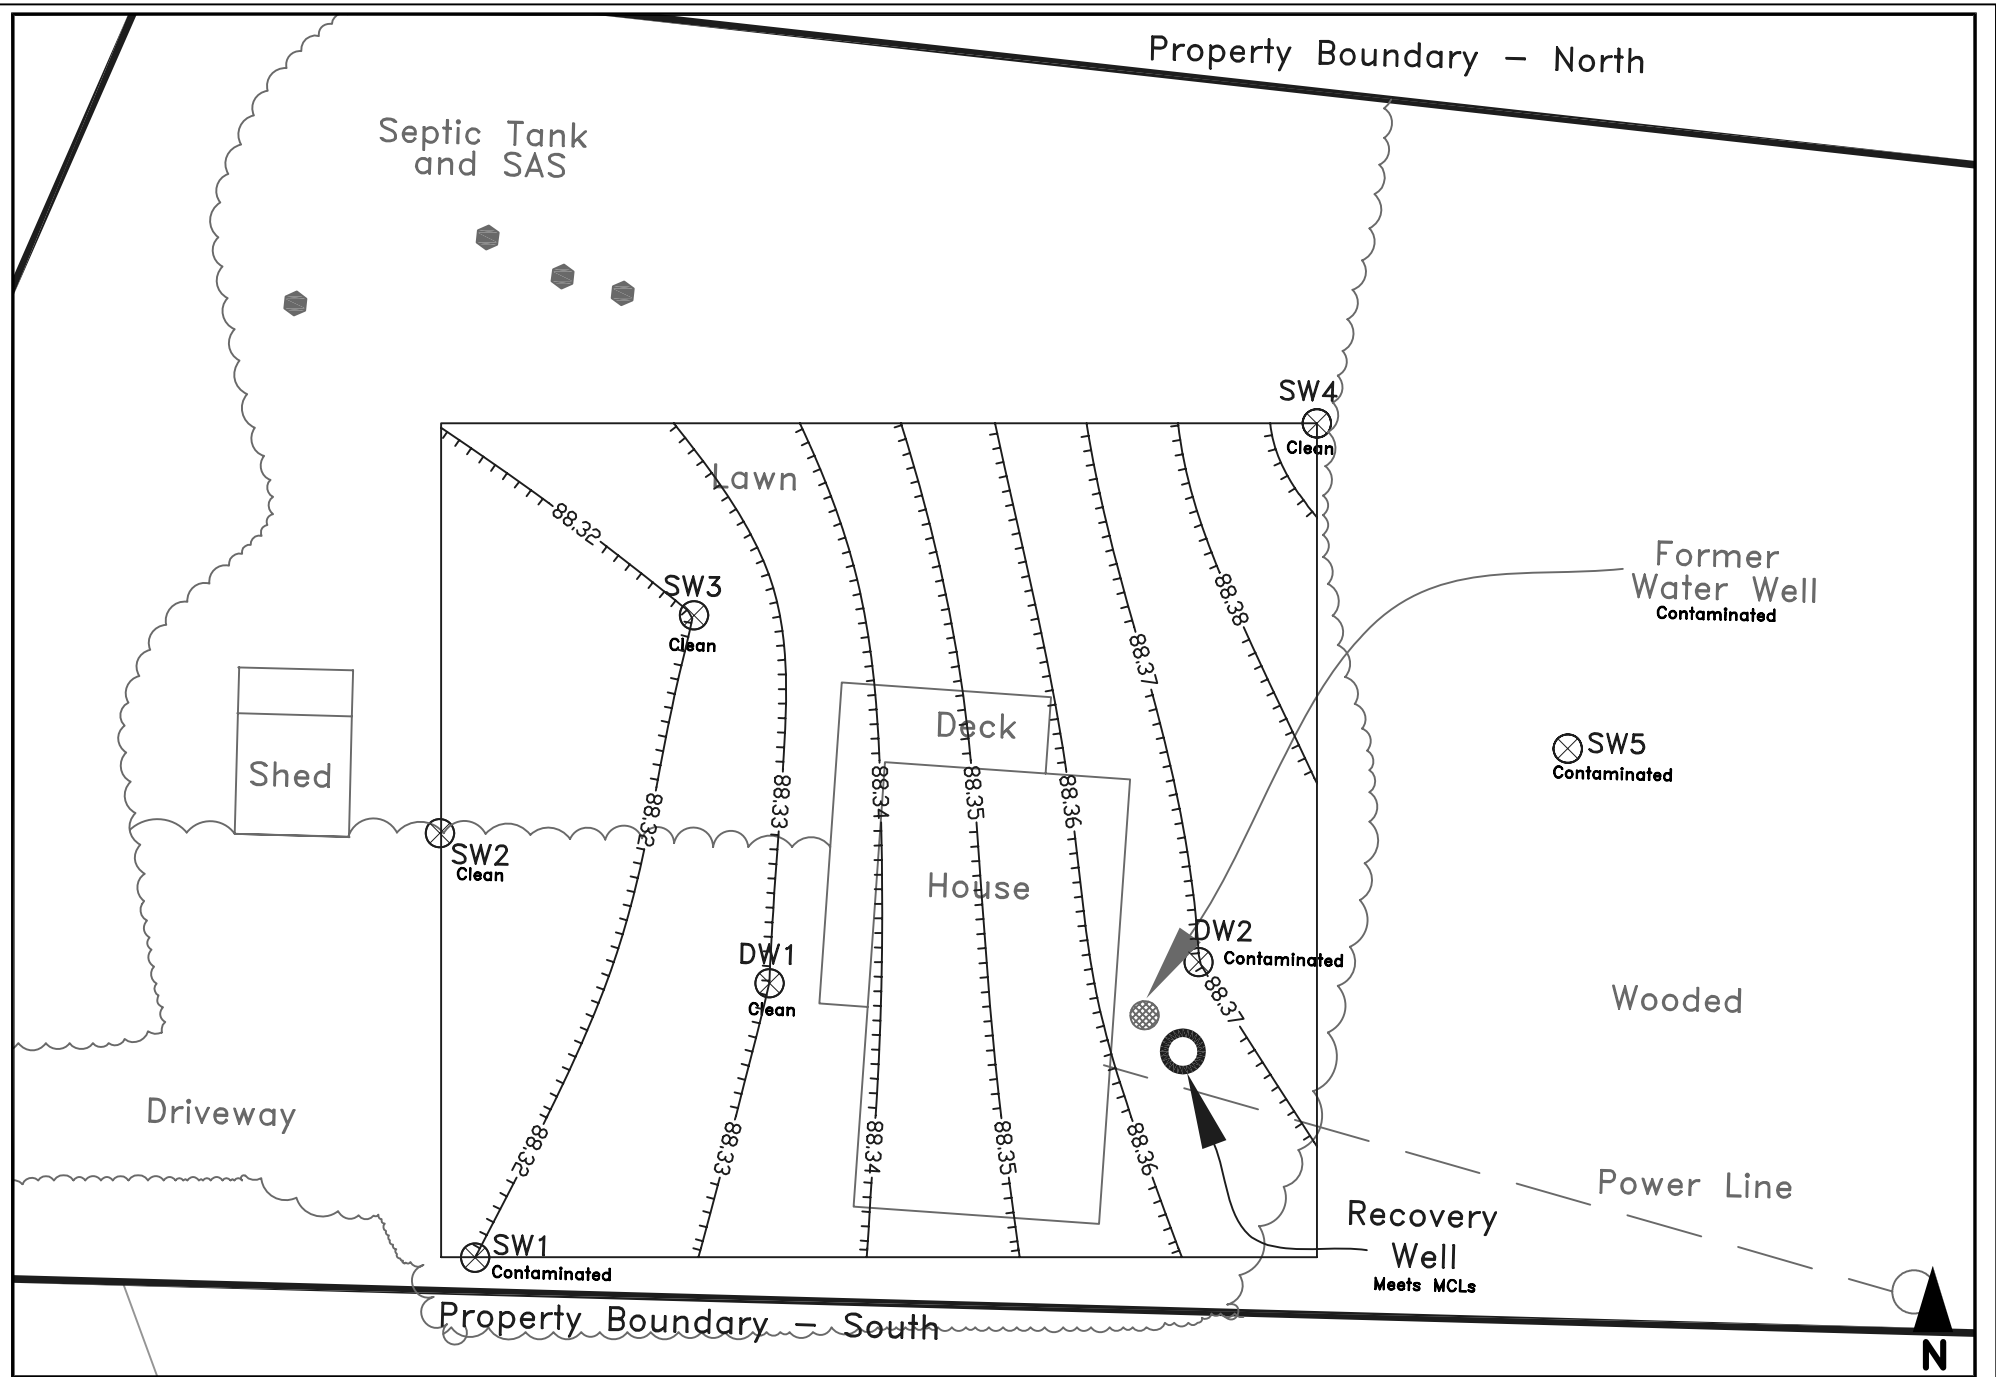 Property Boundary – North
Septic Tank
and SAS
SW4
Clean
Lawn
88.32
Former
Water Well
Contaminated
SW3
Clean
88.38
88.37
Deck
SW5
Contaminated
Shed
88.32
88.33
88.34
88.35
88.36
SW2
Clean
House
DW2
Contaminated
DW1
Clean
88.37
Wooded
Driveway
88.32
88.33
88.34
88.35
88.36
Power Line
Recovery
Well
Meets MCLs
SW1
Contaminated
Property Boundary – South
N